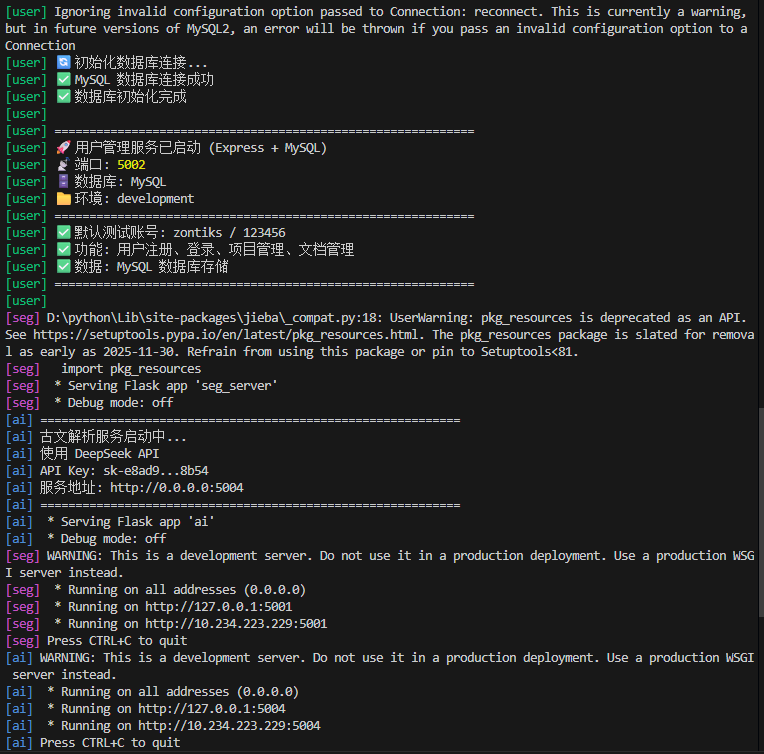 [user] Ignoring invalid configuration option passed to Connection: reconnect. This is currently a warning,
but in future versions of MySQL2, an error will be thrown if you pass an invalid configuration option to a
Connection
[user] 🔄 初始化数据库连接...
[user] ✅ MySQL 数据库连接成功
[user] ✅ 数据库初始化完成
[user]
[user] ============================================================
[user] 🚀 用户管理服务已启动 (Express + MySQL)
[user] 📡 端口: 5002
[user] 🗄️ 数据库: MySQL
[user] 📁 环境: development
[user] ============================================================
[user] ✅ 默认测试账号: zontiks / 123456
[user] ✅ 功能: 用户注册、登录、项目管理、文档管理
[user] ✅ 数据: MySQL 数据库存储
[user] ============================================================
[user]
[seg] D:\python\Lib\site-packages\jieba\_compat.py:18: UserWarning: pkg_resources is deprecated as an API.
See https://setuptools.pypa.io/en/latest/pkg_resources.html. The pkg_resources package is slated for remova
l as early as 2025-11-30. Refrain from using this package or pin to Setuptools<81.
[seg]   import pkg_resources
[seg]  * Serving Flask app 'seg_server'
[seg]  * Debug mode: off
[ai] ============================================================
[ai] 古文解析服务启动中...
[ai] 使用 DeepSeek API
[ai] API Key: sk-e8ad9...8b54
[ai] 服务地址: http://0.0.0.0:5004
[ai] ============================================================
[ai]  * Serving Flask app 'ai'
[ai]  * Debug mode: off
[seg] WARNING: This is a development server. Do not use it in a production deployment. Use a production WSG
I server instead.
[seg]  * Running on all addresses (0.0.0.0)
[seg]  * Running on http://127.0.0.1:5001
[seg]  * Running on http://10.234.223.229:5001
[seg] Press CTRL+C to quit
[ai] WARNING: This is a development server. Do not use it in a production deployment. Use a production WSGI
 server instead.
[ai]  * Running on all addresses (0.0.0.0)
[ai]  * Running on http://127.0.0.1:5004
[ai]  * Running on http://10.234.223.229:5004
[ai] Press CTRL+C to quit